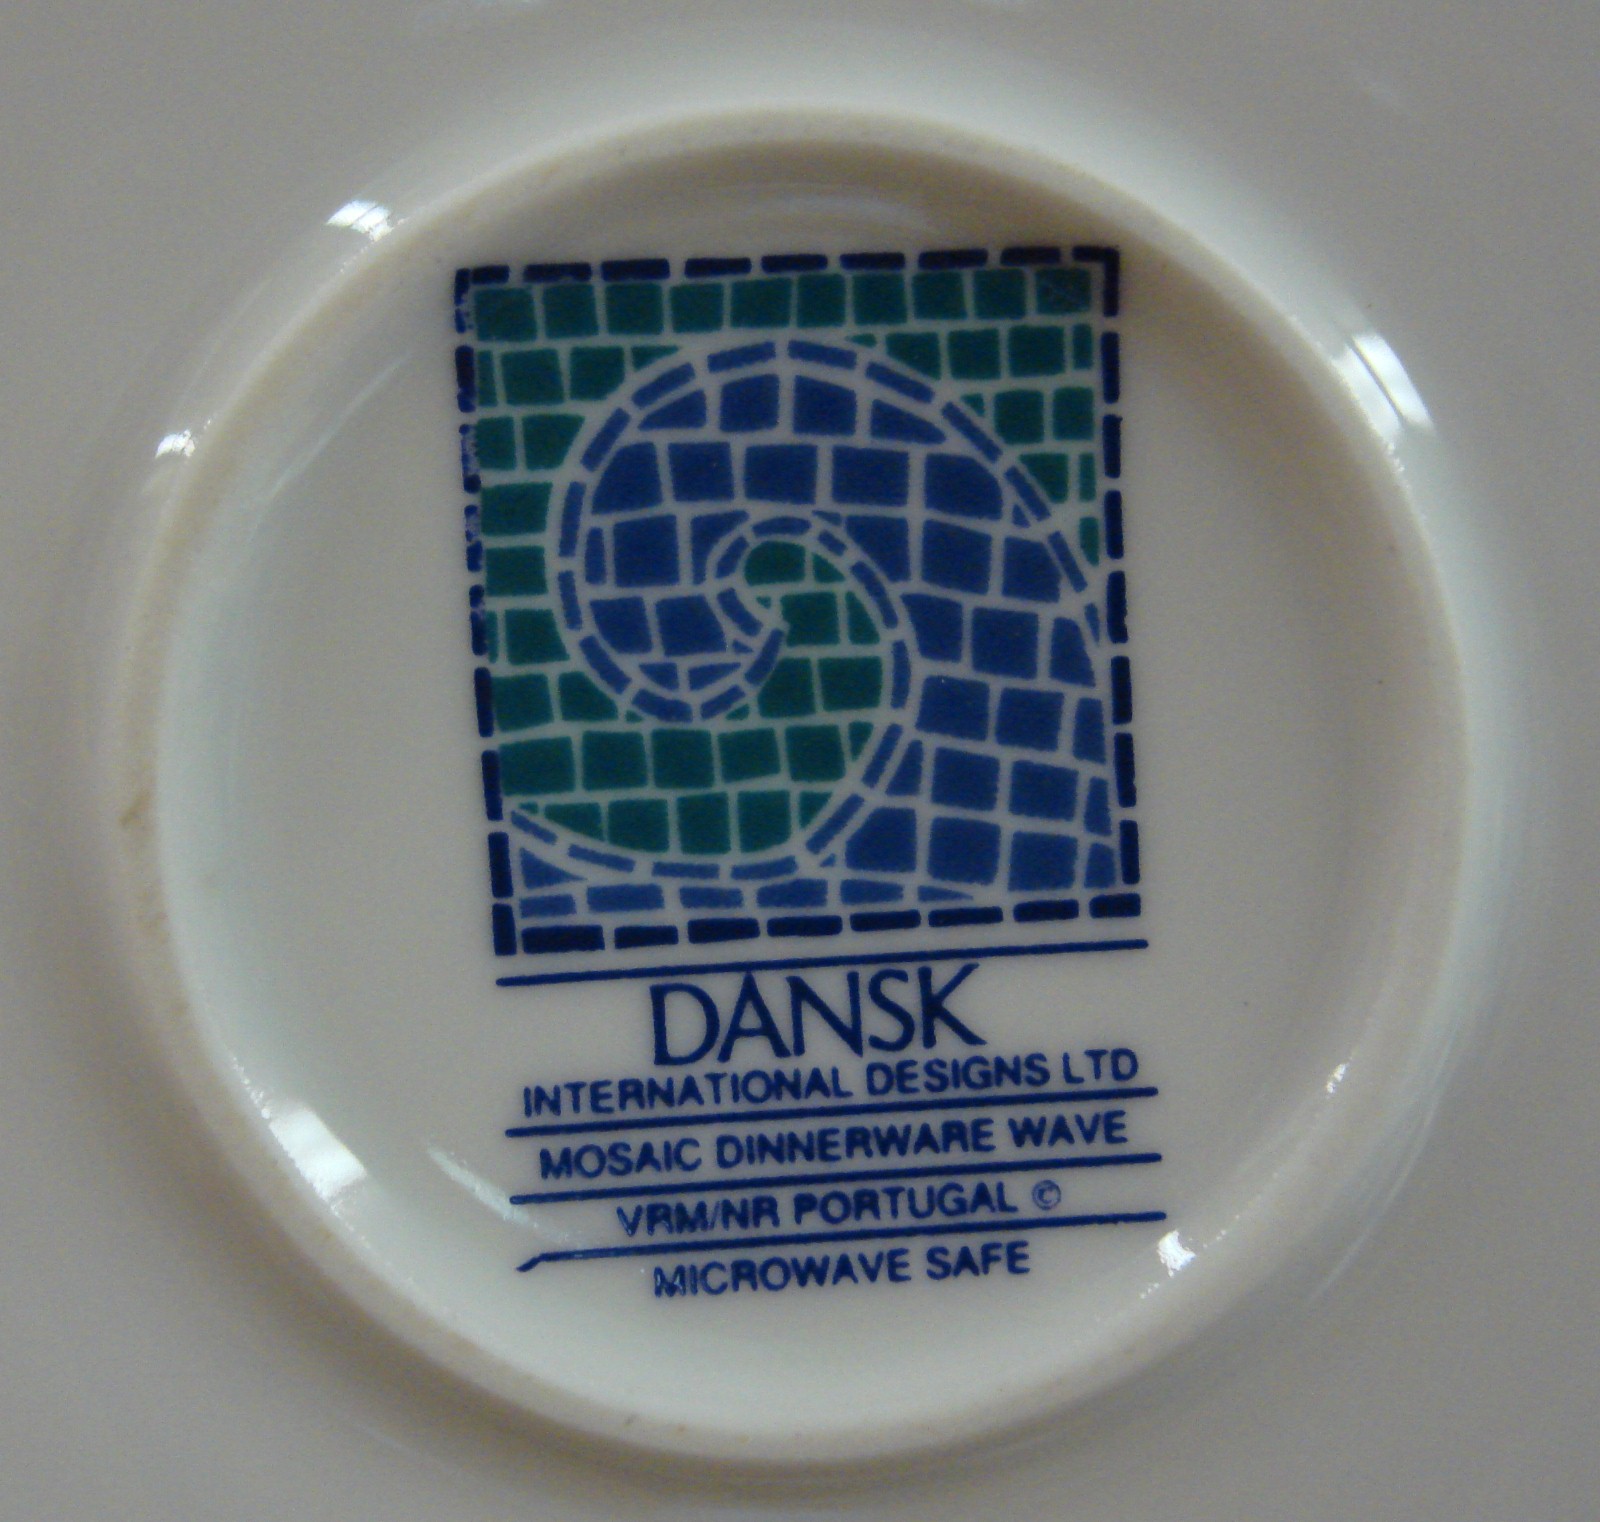 DANSK
INTERNATIONAL DESIGNS LTD
MOSAIC DINNERWARE WAVE
VRM/NR PORTUGAL ©
MICROWAVE SAFE